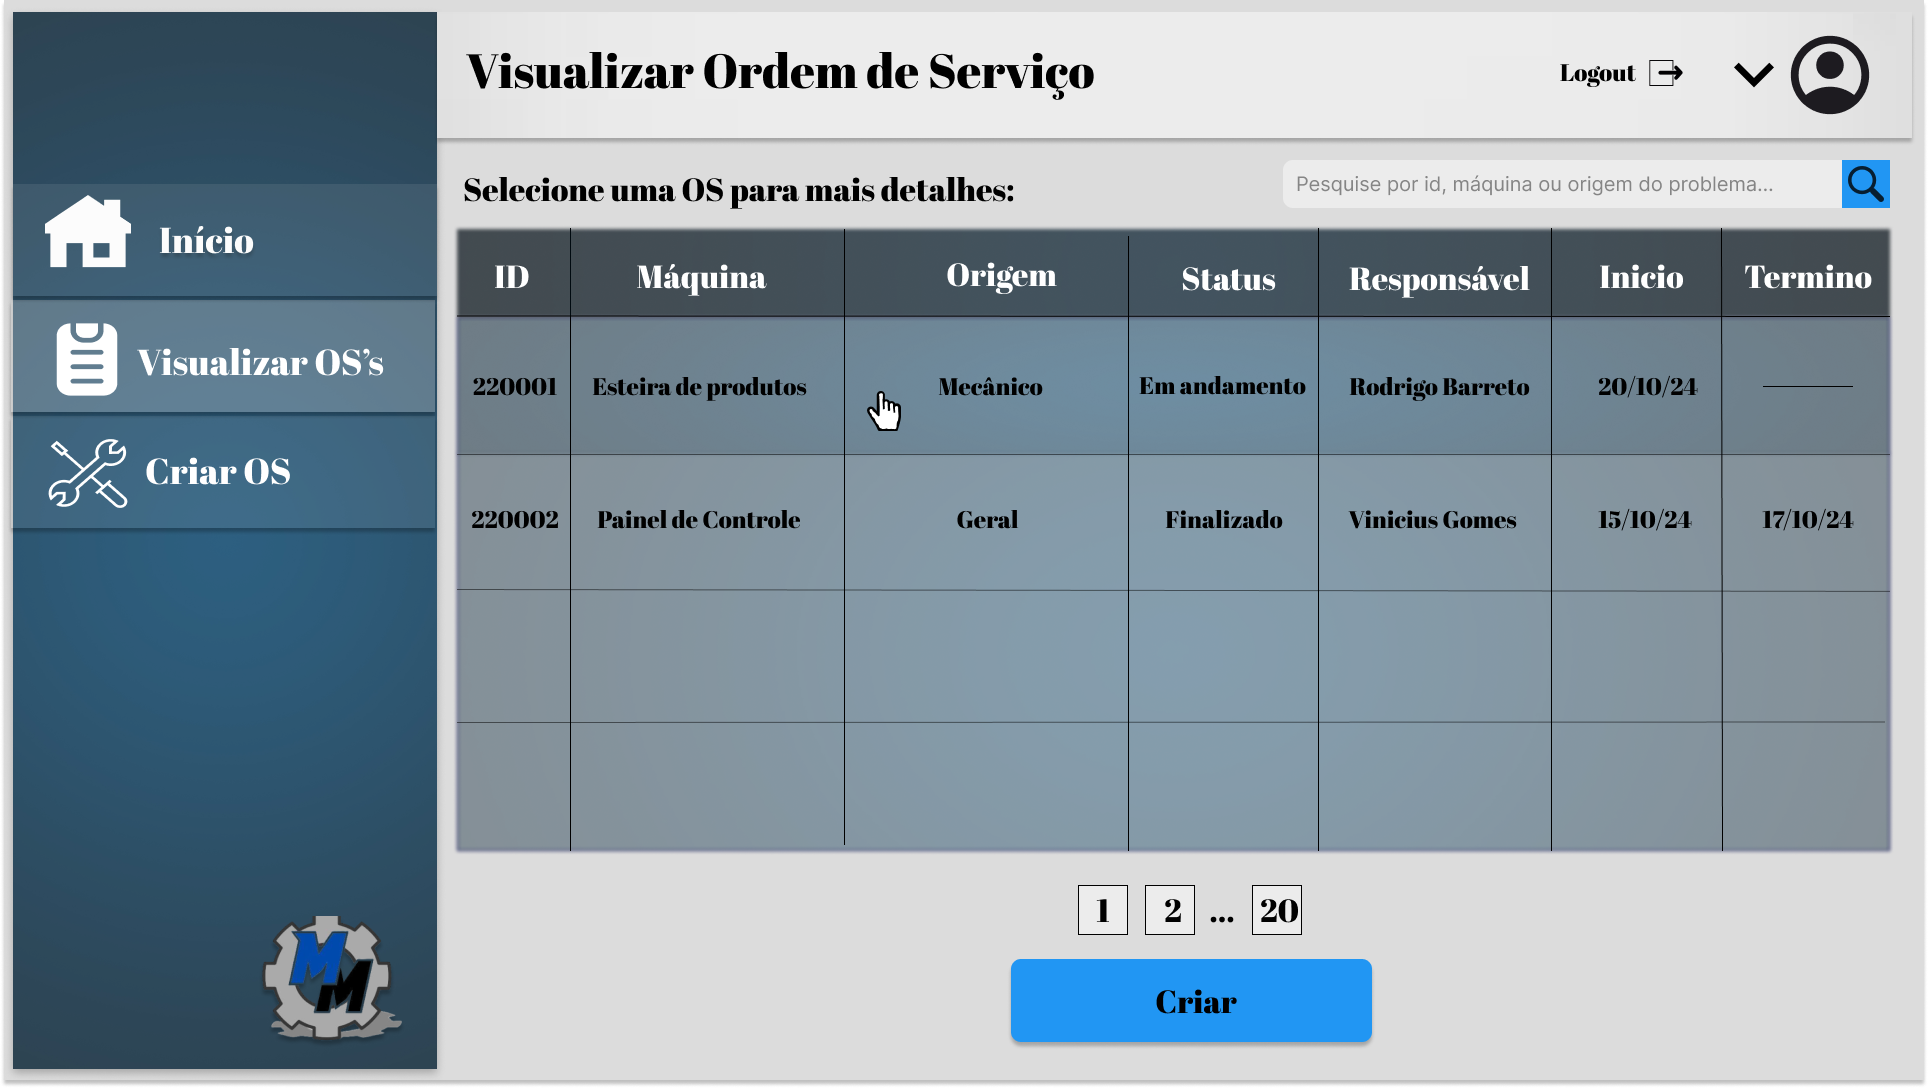 Visualizar Ordem de Serviço
Logout
Início
Visualizar OS's
Criar OS
Selecione uma OS para mais detalhes:
Pesquise por id, máquina ou origem do problema...
ID Máquina Origem Status Responsável Inicio Termino
220001 Esteira de produtos Mecânico Em andamento Rodrigo Barreto 20/10/24
220002 Painel de Controle Geral Finalizado Vinicius Gomes 15/10/24 17/10/24
1 2 ... 20
Criar
MM